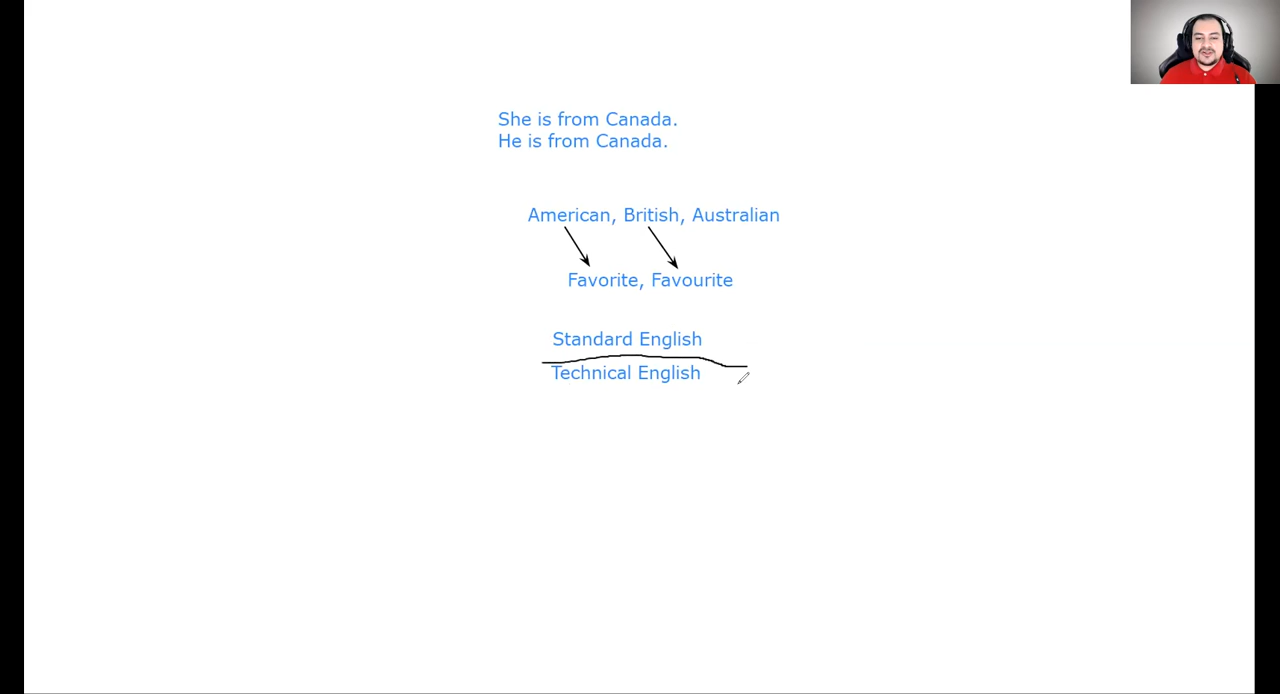 She is from Canada.
He is from Canada.
American, British, Australian
Favorite, Favourite
Standard English
Technical English